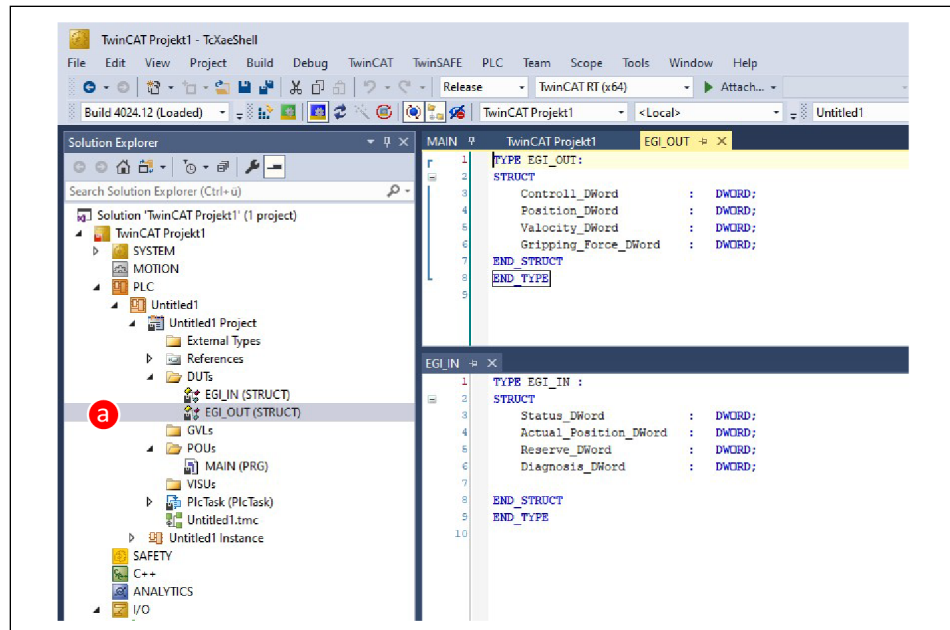 TwinCAT Projekt1 - TcXaeShell
File Edit View Project Build Debug TwinCAT TwinSAFE PLC Team Scope Tools Window Help
Release TwinCAT RT (x64) Attach...
Build 4024.12 (Loaded) TwinCAT Projekt1 <Local> Untitled1
Solution Explorer
Search Solution Explorer (Ctrl+ü)
Solution 'TwinCAT Projekt1' (1 project)
TwinCAT Projekt1
SYSTEM
MOTION
PLC
Untitled1
Untitled1 Project
External Types
References
DUTs
EGI_IN (STRUCT)
a EGI_OUT (STRUCT)
GVLs
POUs
MAIN (PRG)
VISUs
PlcTask (PlcTask)
Untitled1.tmc
Untitled1 Instance
SAFETY
C++
ANALYTICS
I/O
MAIN TwinCAT Projekt1 EGI_OUT
1 TYPE EGI_OUT:
2 STRUCT
3 Controll_DWord : DWORD;
4 Position_DWord : DWORD;
5 Valocity_DWord : DWORD;
6 Gripping_Force_DWord : DWORD;
7 END_STRUCT
8 END_TYPE
9
EGI_IN
1 TYPE EGI_IN :
2 STRUCT
3 Status_DWord : DWORD;
4 Actual_Position_DWord : DWORD;
5 Reserve_DWord : DWORD;
6 Diagnosis_DWord : DWORD;
7
8 END_STRUCT
9 END_TYPE
10